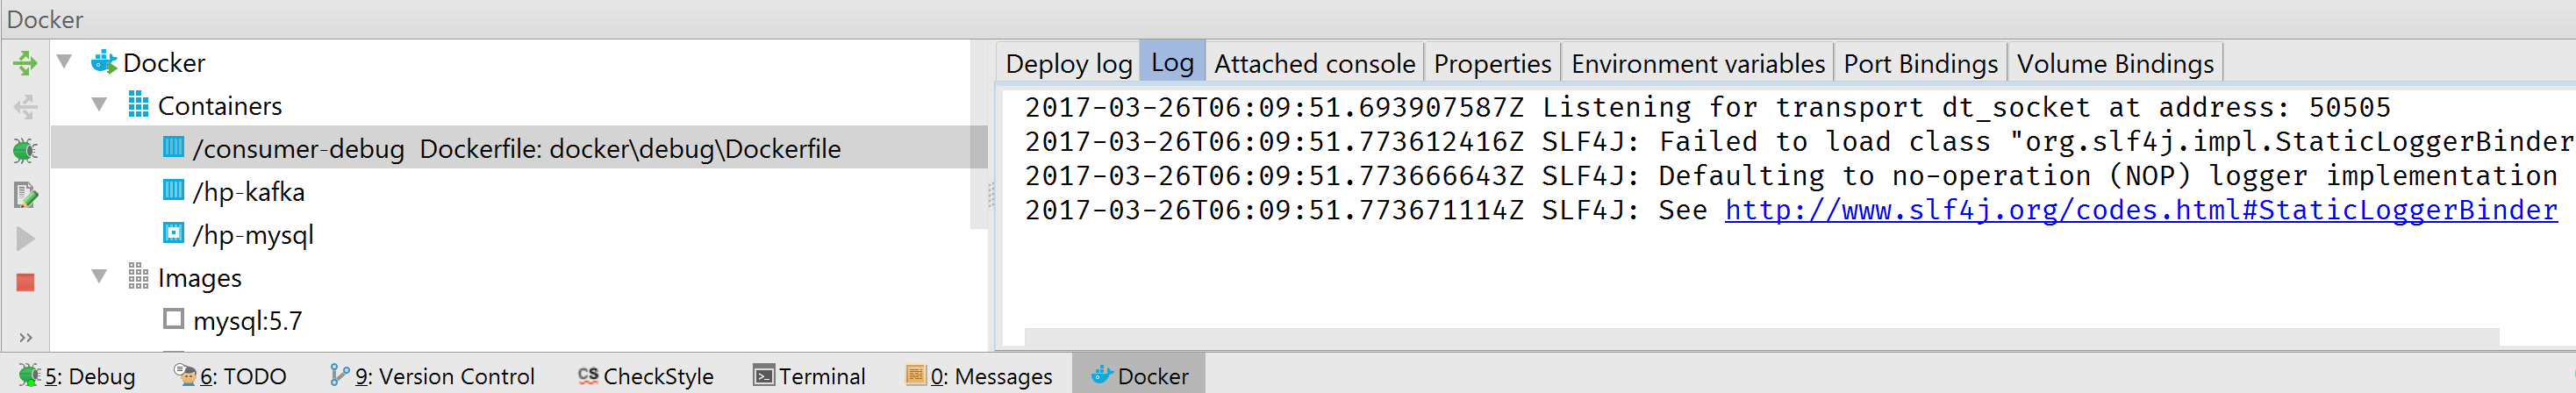 Docker
Docker
Containers
/consumer-debug Dockerfile: docker\debug\Dockerfile
/hp-kafka
/hp-mysql
Images
mysql:5.7
Deploy log Log Attached console Properties Environment variables Port Bindings Volume Bindings
2017-03-26T06:09:51.693907587Z Listening for transport dt_socket at address: 50505
2017-03-26T06:09:51.773612416Z SLF4J: Failed to load class "org.slf4j.impl.StaticLoggerBinder
2017-03-26T06:09:51.773666643Z SLF4J: Defaulting to no-operation (NOP) logger implementation
2017-03-26T06:09:51.773671114Z SLF4J: See http://www.slf4j.org/codes.html#StaticLoggerBinder
5: Debug 6: TODO 9: Version Control CS CheckStyle Terminal 0: Messages Docker